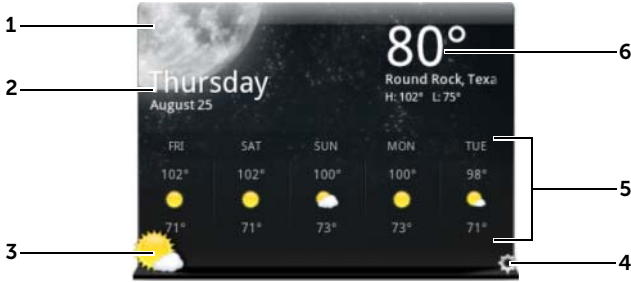 1
2
3
4
5
6
80°
Thursday
August 25
Round Rock, Texa
H: 102° L: 75°
FRI SAT SUN MON TUE
102° 102° 100° 100° 98°
71° 71° 73° 73° 71°